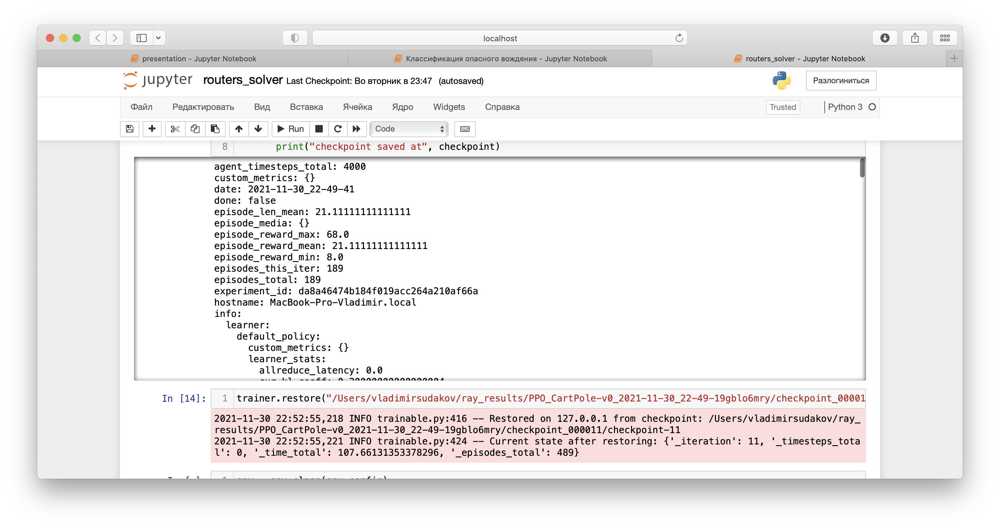 localhost
presentation - Jupyter Notebook
Классификация опасного вождения - Jupyter Notebook
routers_solver - Jupyter Notebook
jupyter routers_solver Last Checkpoint: Во вторник в 23:47 (autosaved)
Разлогиниться
Файл Редактировать Вид Вставка Ячейка Ядро Widgets Справка
Trusted Python 3
Run Code
8 print("checkpoint saved at", checkpoint)
agent_timesteps_total: 4000
custom_metrics: {}
date: 2021-11-30_22-49-41
done: false
episode_len_mean: 21.11111111111111
episode_media: {}
episode_reward_max: 68.0
episode_reward_mean: 21.11111111111111
episode_reward_min: 8.0
episodes_this_iter: 189
episodes_total: 189
experiment_id: da8a46474b184f019acc264a210af66a
hostname: MacBook-Pro-Vladimir.local
info:
learner:
default_policy:
custom_metrics: {}
learner_stats:
allreduce_latency: 0.0
In [14]: 1 trainer.restore("/Users/vladimirsudakov/ray_results/PPO_CartPole-v0_2021-11-30_22-49-19gblo6mry/checkpoint_00001
2021-11-30 22:52:55,218 INFO trainable.py:416 -- Restored on 127.0.0.1 from checkpoint: /Users/vladimirsudakov/ray_
results/PPO_CartPole-v0_2021-11-30_22-49-19gblo6mry/checkpoint_000011/checkpoint-11
2021-11-30 22:52:55,221 INFO trainable.py:424 -- Current state after restoring: {'_iteration': 11, '_timesteps_tota
l': 0, '_time_total': 107.66131353378296, '_episodes_total': 489}